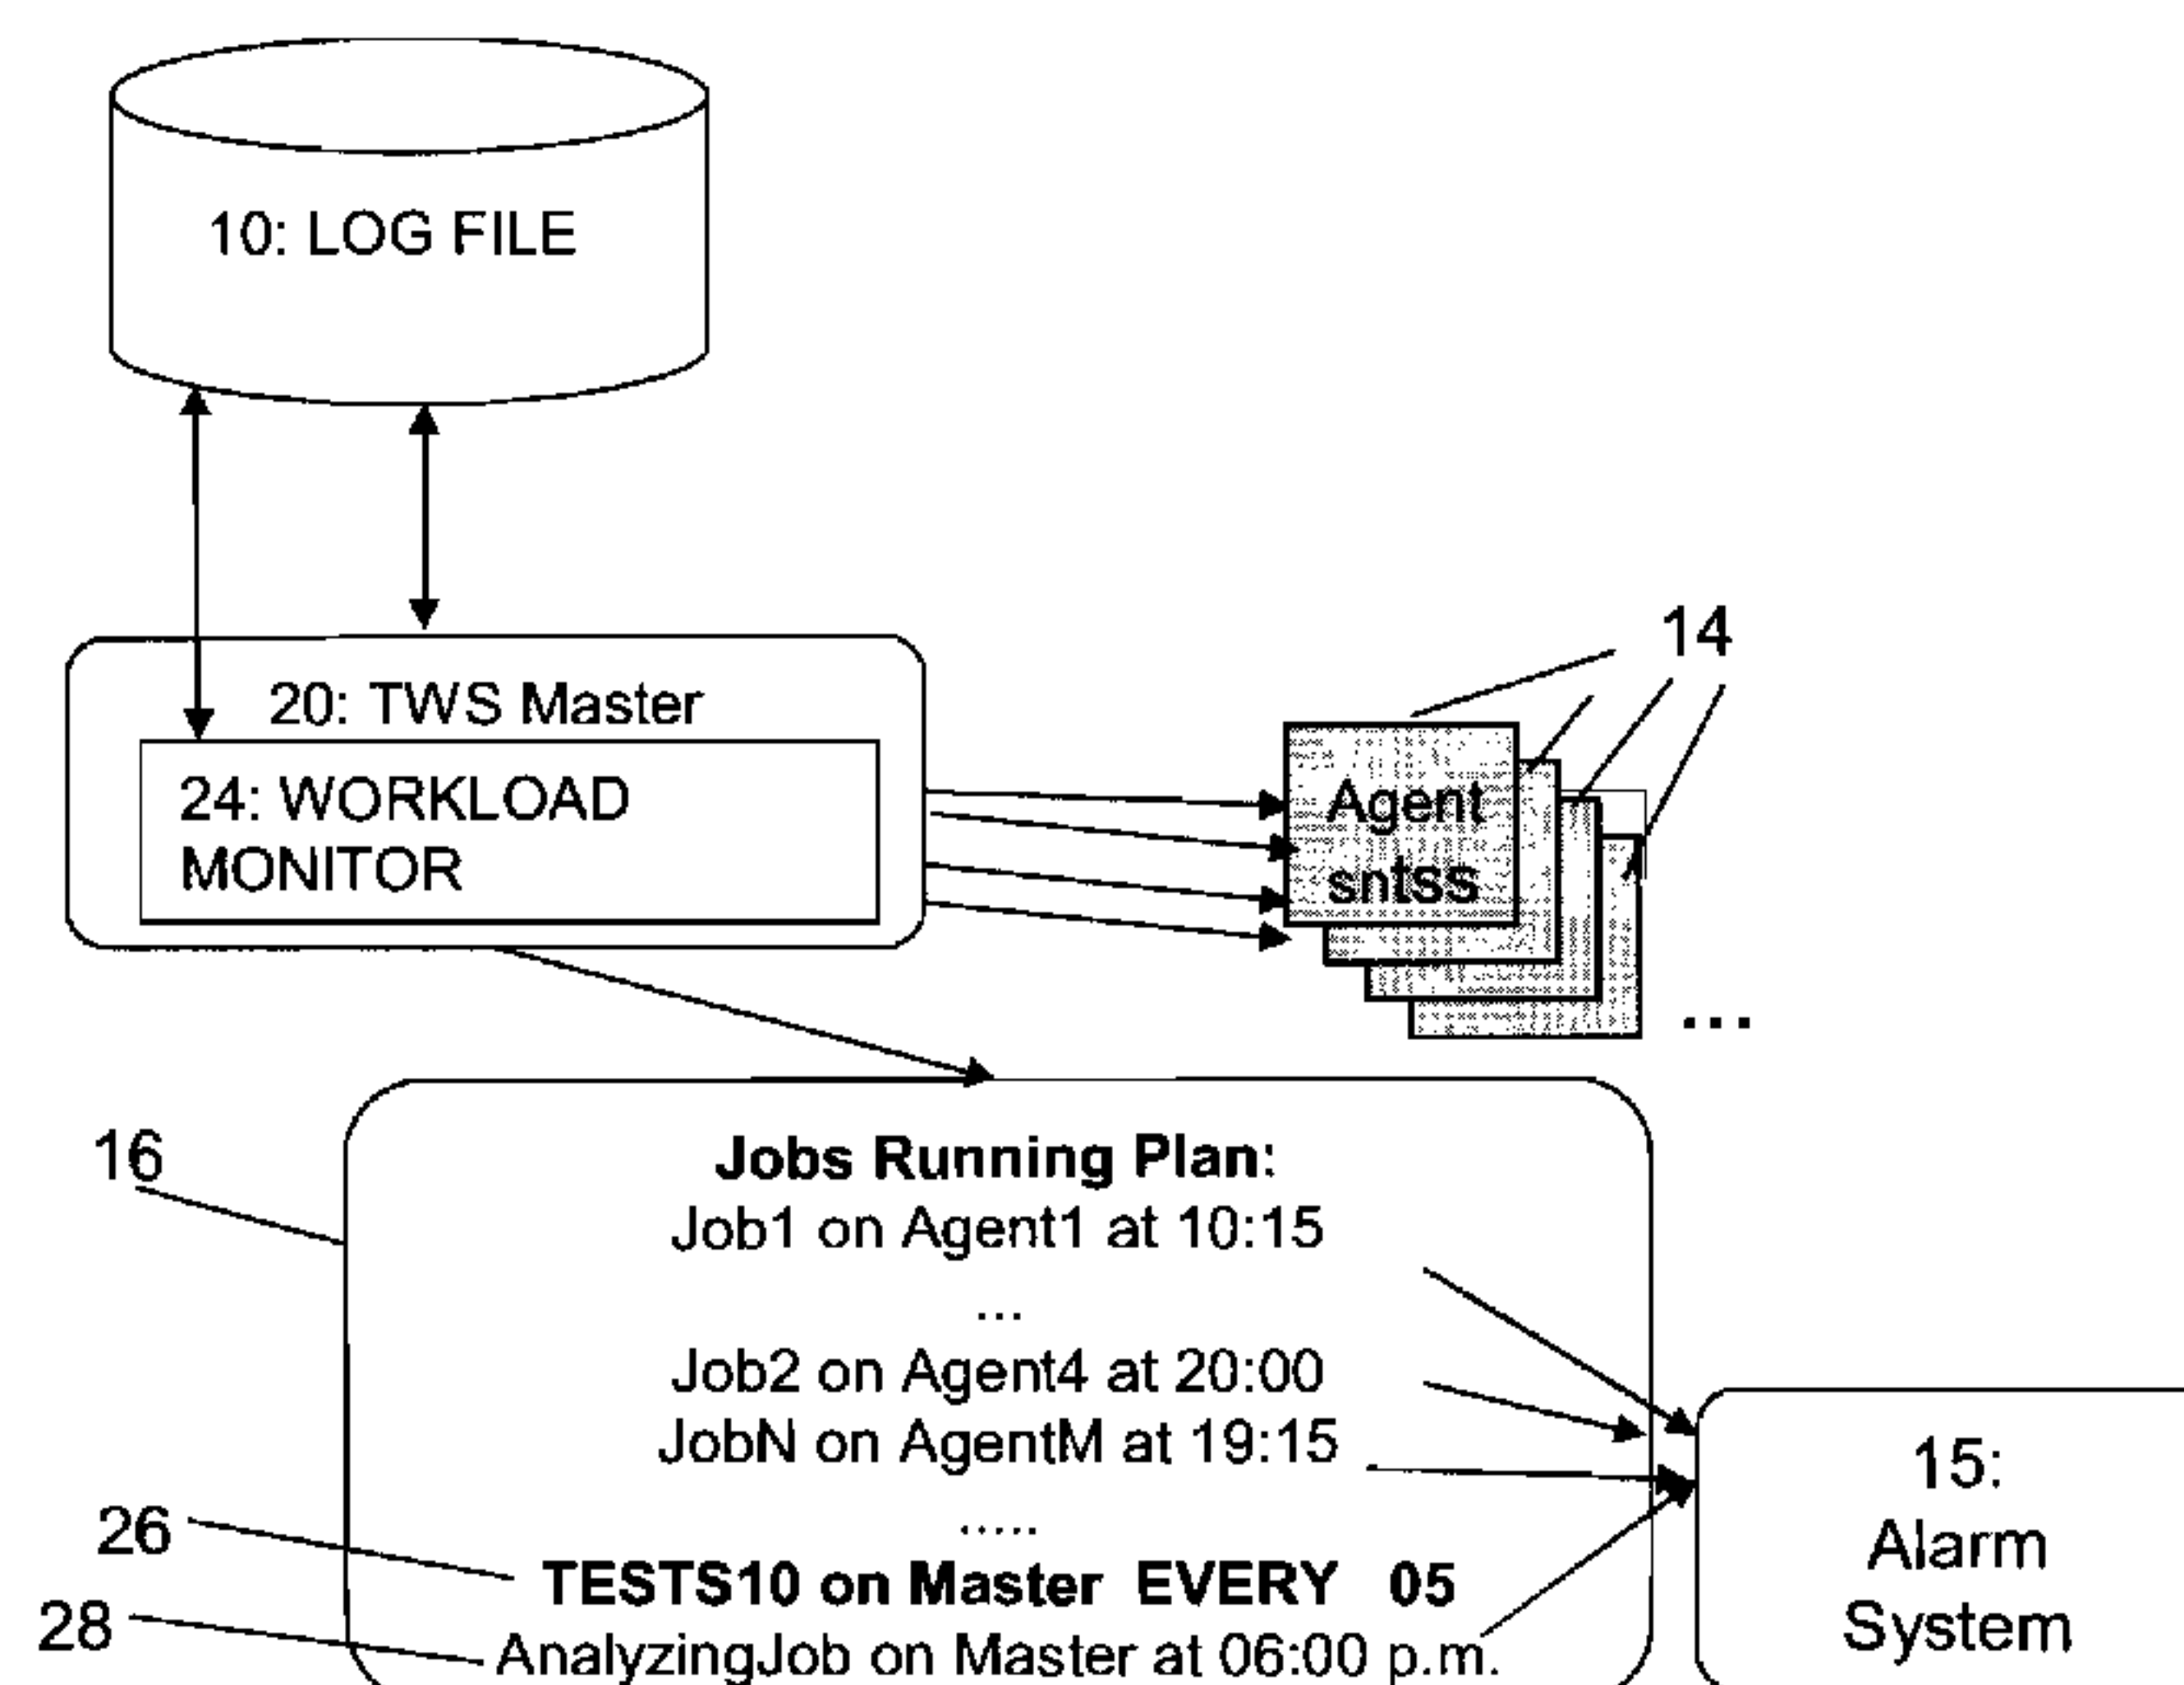 10: LOG FILE
20: TWS Master
24: WORKLOAD
MONITOR
14
Agent
sntss
...
16
Jobs Running Plan:
Job1 on Agent1 at 10:15
...
Job2 on Agent4 at 20:00
JobN on AgentM at 19:15
.....
26
TESTS10 on Master EVERY 05
28
AnalyzingJob on Master at 06:00 p.m.
15:
Alarm
System